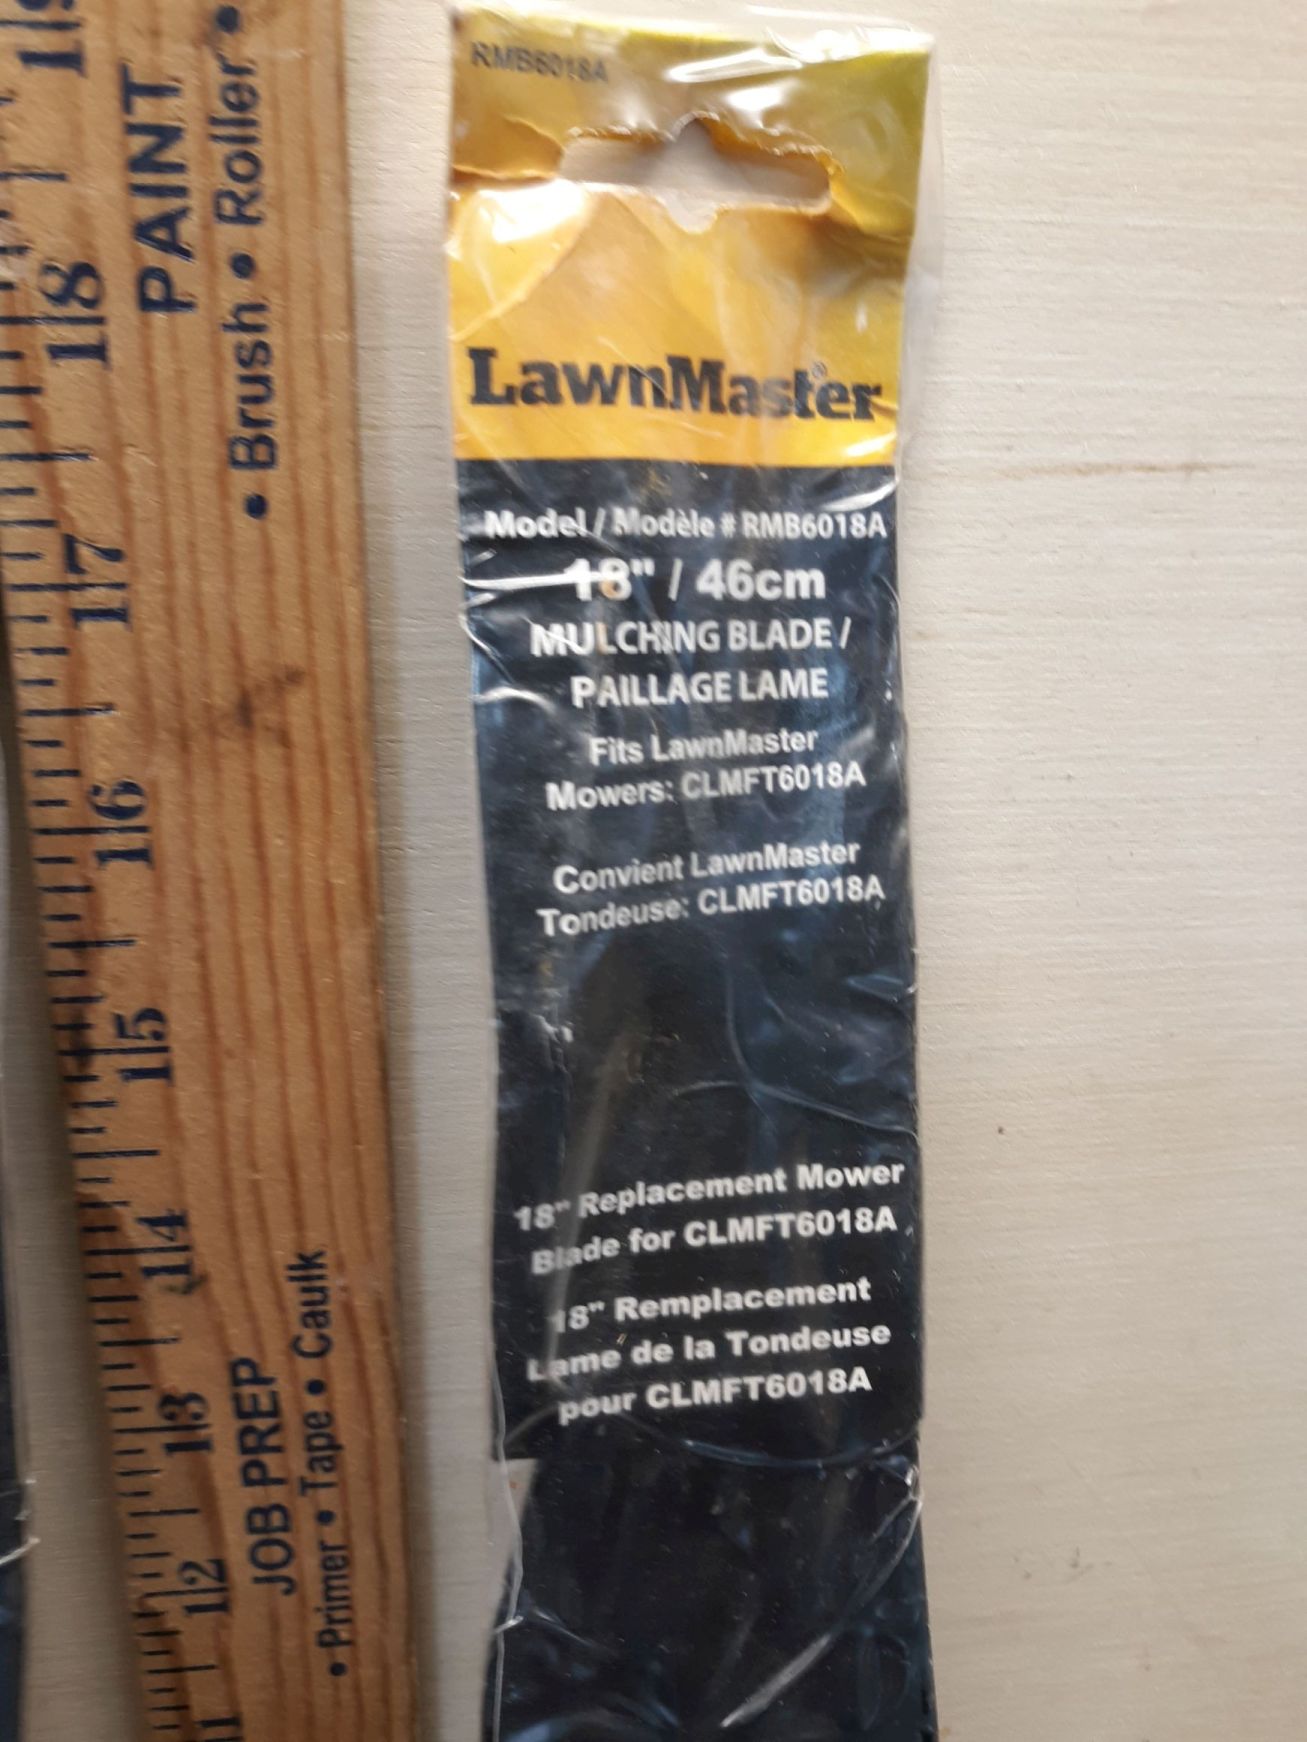 RMB6018A
LawnMaster®
Model / Modèle # RMB6018A
18" / 46cm
MULCHING BLADE /
PAILLAGE LAME
Fits LawnMaster
Mowers: CLMFT6018A
Convient LawnMaster
Tondeuse: CLMFT6018A
18" Replacement Mower
Blade for CLMFT6018A
18" Remplacement
Lame de la Tondeuse
pour CLMFT6018A
PAINT
• Brush • Roller •
JOB PREP
• Primer • Tape • Caulk
18
17
16
15
14
13
12